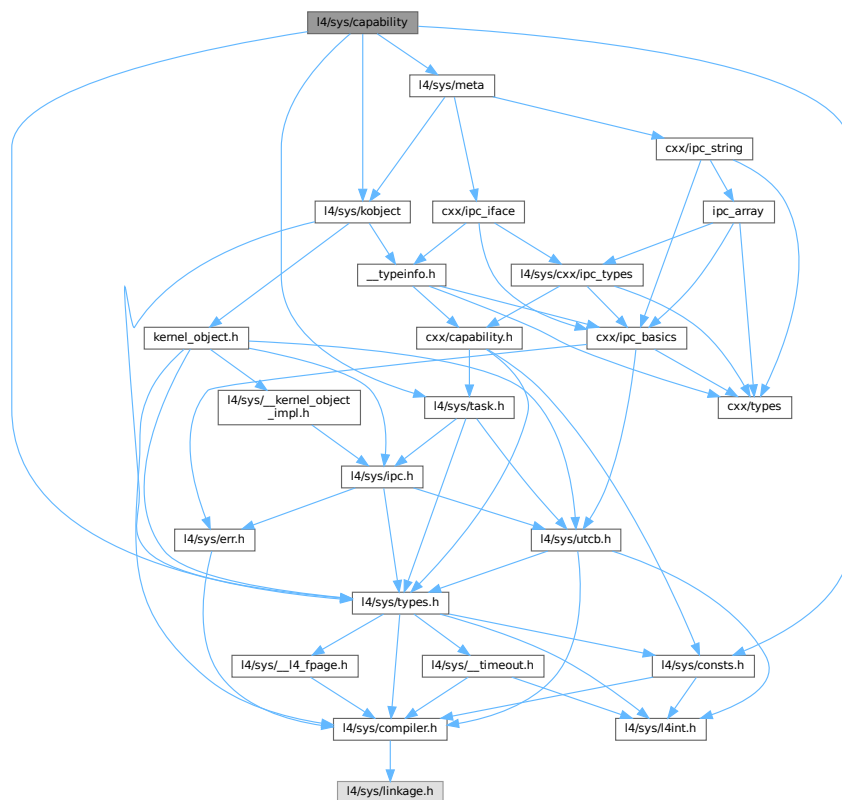 l4/sys/capability
l4/sys/meta
cxx/ipc_string
l4/sys/kobject
cxx/ipc_iface
ipc_array
__typeinfo.h
l4/sys/cxx/ipc_types
kernel_object.h
cxx/capability.h
cxx/ipc_basics
l4/sys/__kernel_object
_impl.h
l4/sys/task.h
cxx/types
l4/sys/ipc.h
l4/sys/err.h
l4/sys/utcb.h
l4/sys/types.h
l4/sys/__l4_fpage.h
l4/sys/__timeout.h
l4/sys/consts.h
l4/sys/compiler.h
l4/sys/l4int.h
l4/sys/linkage.h